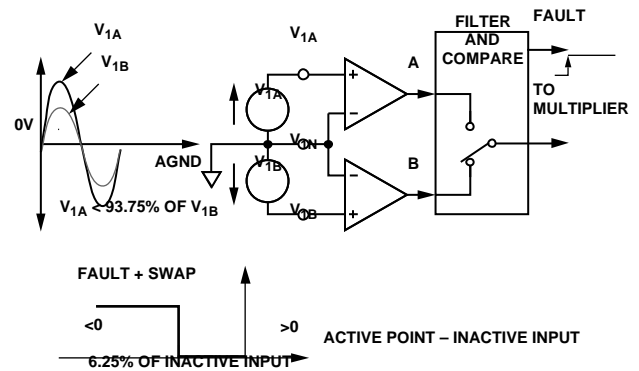 V1A
V1B
0V
AGND
V1A < 93.75% OF V1B
V1A
V1A
V1N
V1B
V1B
A
B
+
−
−
+
FILTER
AND
COMPARE
FAULT
TO
MULTIPLIER
FAULT + SWAP
<0
>0
6.25% OF INACTIVE INPUT
ACTIVE POINT – INACTIVE INPUT